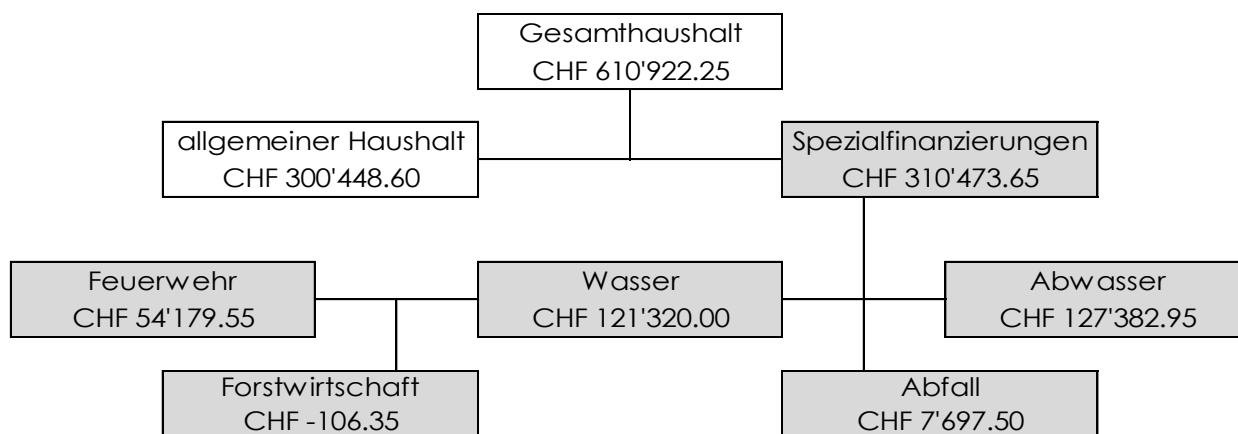 Gesamthaushalt
CHF 610'922.25
allgemeiner Haushalt
CHF 300'448.60
Spezialfinanzierungen
CHF 310'473.65
Feuerwehr
CHF 54'179.55
Wasser
CHF 121'320.00
Abwasser
CHF 127'382.95
Forstwirtschaft
CHF -106.35
Abfall
CHF 7'697.50